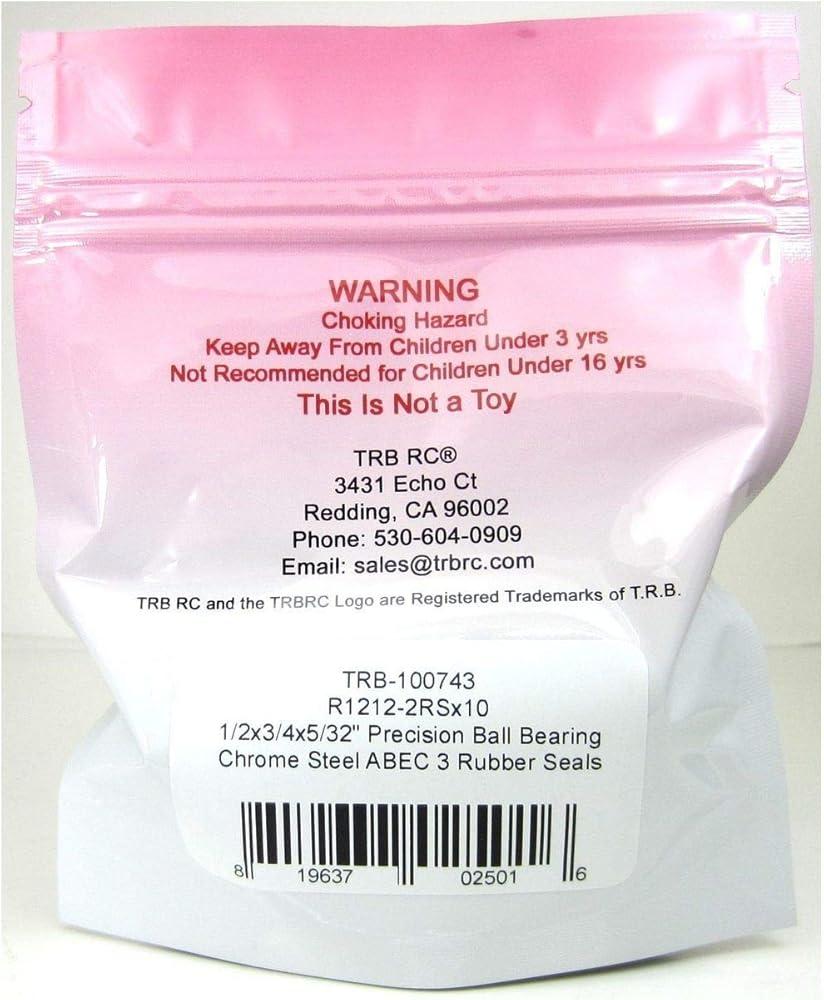 WARNING
Choking Hazard
Keep Away From Children Under 3 yrs
Not Recommended for Children Under 16 yrs
This Is Not a Toy
TRB RC®
3431 Echo Ct
Redding, CA 96002
Phone: 530-604-0909
Email: sales@trbrc.com
TRB RC and the TRBRC Logo are Registered Trademarks of T.R.B.
TRB-100743
R1212-2RSx10
1/2x3/4x5/32" Precision Ball Bearing
Chrome Steel ABEC 3 Rubber Seals
8 19637 02501 6